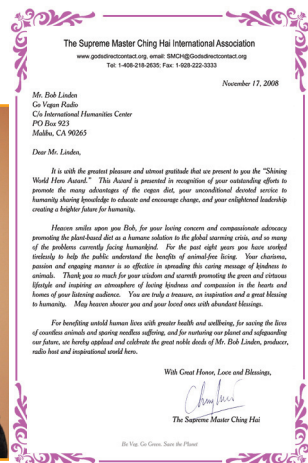 The Supreme Master Ching Hai International Association
www.godsdirectcontact.org, email: SMCH@Godsdirectcontact.org
Tel: 1-408-218-2635; Fax: 1-928-222-3333
November 17, 2008
Mr. Bob Linden
Go Vegan Radio
C/o International Humanities Center
PO Box 923
Malibu, CA 90265
Dear Mr. Linden,
It is with the greatest pleasure and utmost gratitude that we present to you the "Shining
World Hero Award." This Award is presented in recognition of your outstanding efforts to
promote the many advantages of the vegan diet, your unconditional devoted service to
humanity sharing knowledge to educate and encourage change, and your enlightened leadership
creating a brighter future for humanity.
Heaven smiles upon you Bob, for your loving concern and compassionate advocacy
promoting the plant-based diet as a humane solution to the global warming crisis, and so many
of the problems currently facing humankind. For the past eight years you have worked
tirelessly to help the public understand the benefits of animal-free living. Your charisma,
passion and engaging manner is so effective in spreading this caring message of kindness to
animals. Thank you so much for your wisdom and warmth promoting the green and virtuous
lifestyle and inspiring an atmosphere of loving kindness and compassion in the hearts and
homes of your listening audience. You are truly a treasure, an inspiration and a great blessing
to humanity. May heaven shower you and your loved ones with abundant blessings.
For benefiting untold human lives with greater health and wellbeing, for saving the lives
of countless animals and sparing needless suffering, and for nurturing our planet and safeguarding
our future, we hereby applaud and celebrate the great noble deeds of Mr. Bob Linden, producer,
radio host and inspirational world hero.
With Great Honor, Love and Blessings,
The Supreme Master Ching Hai
Be Veg. Go Green. Save the Planet